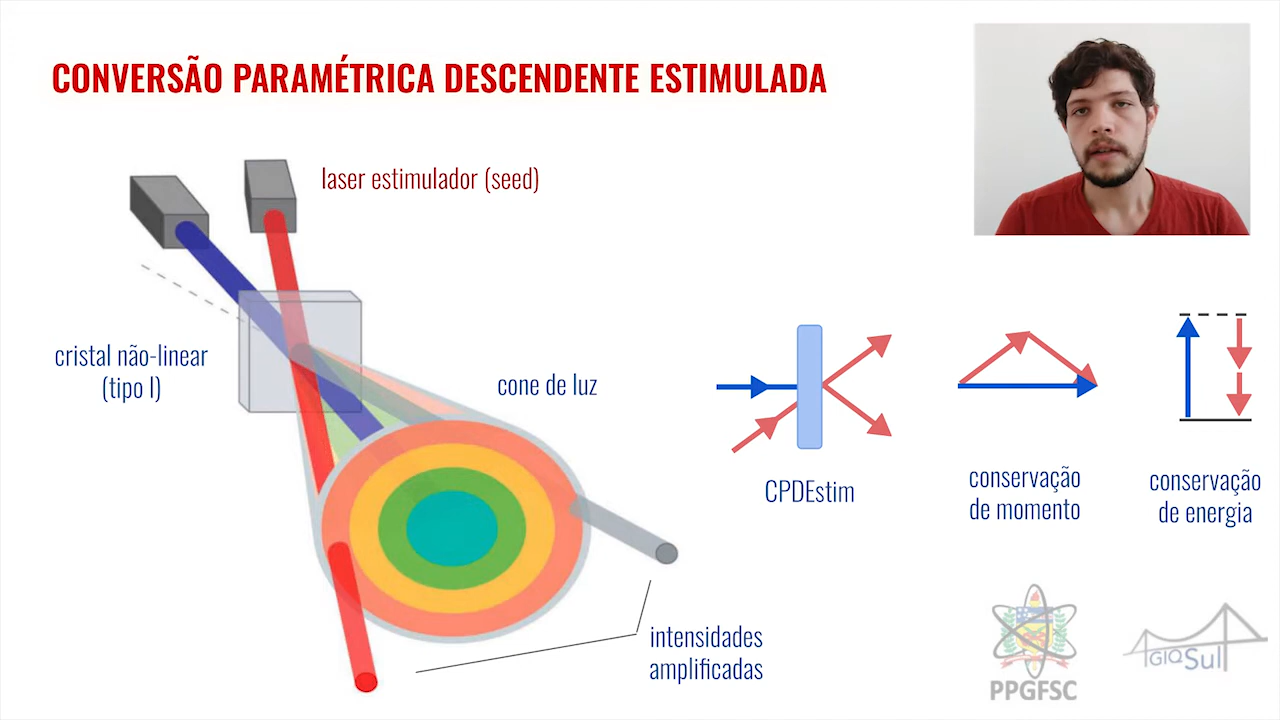 CONVERSÃO PARAMÉTRICA DESCENDENTE ESTIMULADA
laser estimulador (seed)
cristal não-linear
(tipo I)
cone de luz
CPDEstim
conservação
de momento
conservação
de energia
intensidades
amplificadas
PPGFSC
GIQSul